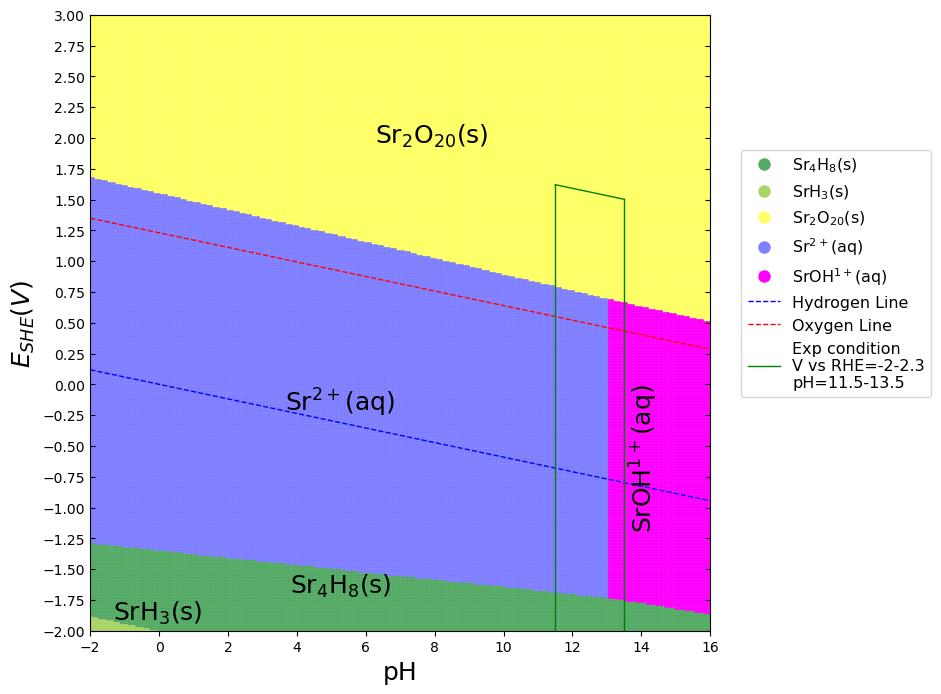 3.00
2.75
2.50
2.25
2.00
1.75
1.50
1.25
1.00
0.75
0.50
0.25
0.00
−0.25
−0.50
−0.75
−1.00
−1.25
−1.50
−1.75
−2.00
E_SHE(V)
Sr₂O₂₀(s)
Sr²⁺(aq)
SrOH¹⁺(aq)
Sr₄H₈(s)
SrH₃(s)
−2 0 2 4 6 8 10 12 14 16
pH
Sr₄H₈(s)
SrH₃(s)
Sr₂O₂₀(s)
Sr²⁺(aq)
SrOH¹⁺(aq)
Hydrogen Line
Oxygen Line
Exp condition
V vs RHE=-2-2.3
pH=11.5-13.5